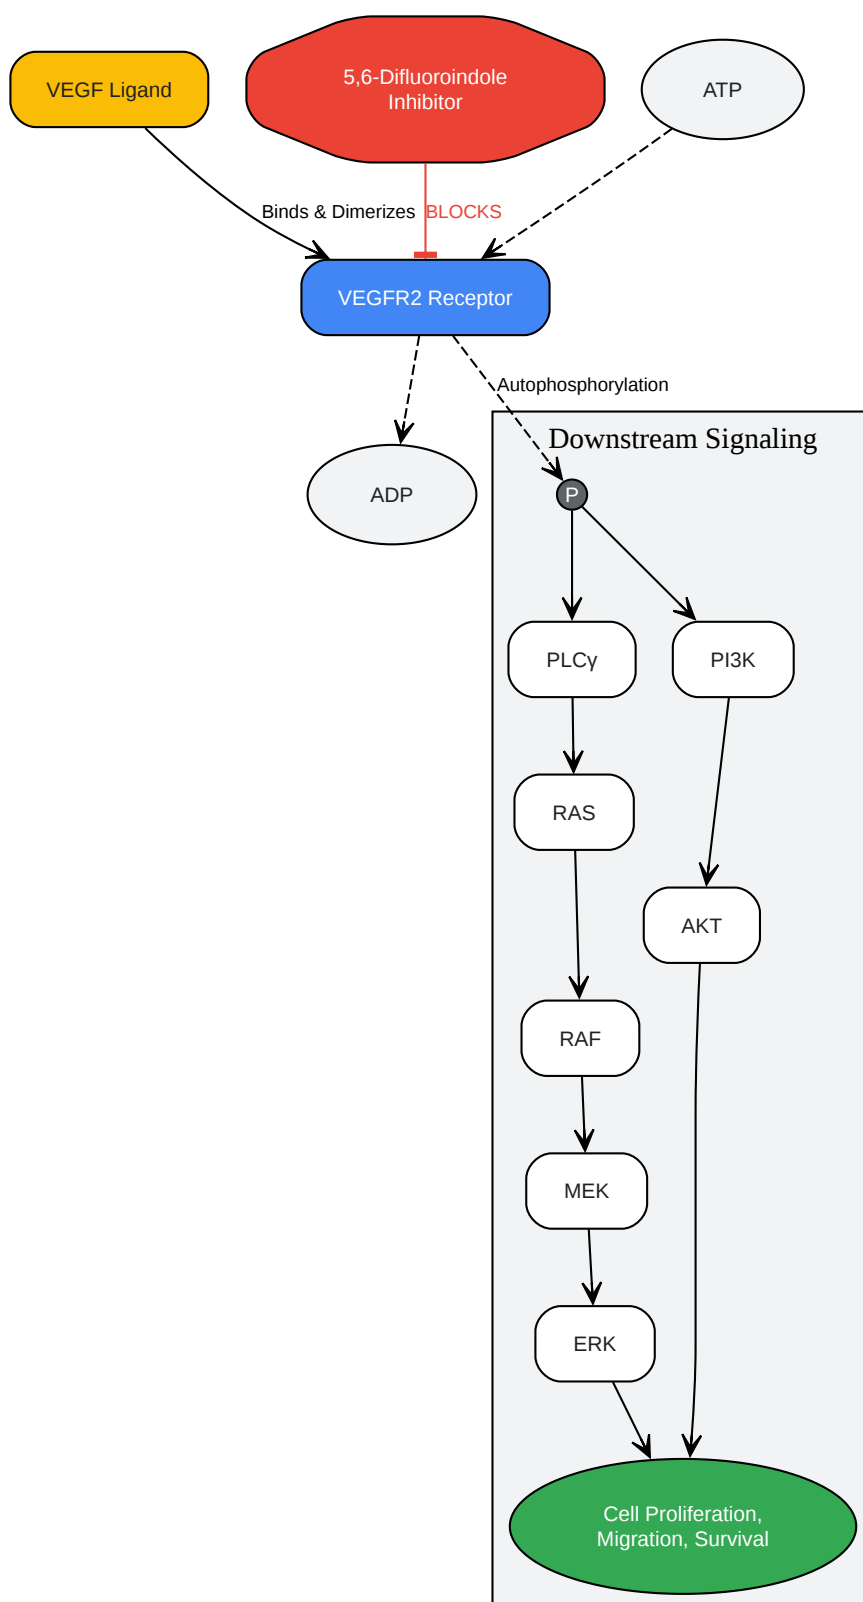 VEGF Ligand
5,6-Difluoroindole
Inhibitor
ATP
Binds & Dimerizes
BLOCKS
VEGFR2 Receptor
Autophosphorylation
Downstream Signaling
ADP
P
PLCγ
PI3K
RAS
AKT
RAF
MEK
ERK
Cell Proliferation,
Migration, Survival